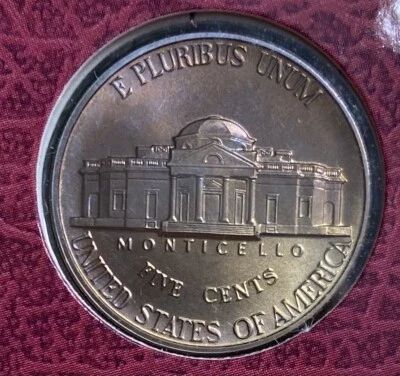 E PLURIBUS UNUM
MONTICELLO
FIVE CENTS
UNITED STATES OF AMERICA